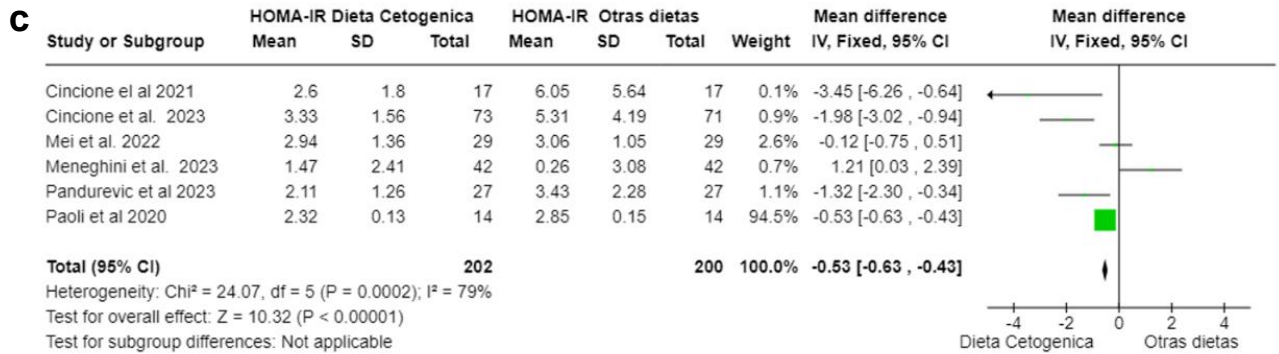 c
HOMA-IR Dieta Cetogenica HOMA-IR Otras dietas Mean difference Mean difference
Study or Subgroup Mean SD Total Mean SD Total Weight IV, Fixed, 95% CI IV, Fixed, 95% CI
Cincione el al 2021 2.6 1.8 17 6.05 5.64 17 0.1% -3.45 [-6.26 , -0.64]
Cincione et al. 2023 3.33 1.56 73 5.31 4.19 71 0.9% -1.98 [-3.02 , -0.94]
Mei et al. 2022 2.94 1.36 29 3.06 1.05 29 2.6% -0.12 [-0.75 , 0.51]
Meneghini et al. 2023 1.47 2.41 42 0.26 3.08 42 0.7% 1.21 [0.03 , 2.39]
Pandurevic et al 2023 2.11 1.26 27 3.43 2.28 27 1.1% -1.32 [-2.30 , -0.34]
Paoli et al 2020 2.32 0.13 14 2.85 0.15 14 94.5% -0.53 [-0.63 , -0.43]
Total (95% CI) 202 200 100.0% -0.53 [-0.63 , -0.43]
Heterogeneity: Chi² = 24.07, df = 5 (P = 0.0002); I² = 79%
Test for overall effect: Z = 10.32 (P < 0.00001)
Test for subgroup differences: Not applicable
-4 -2 0 2 4
Dieta Cetogenica Otras dietas